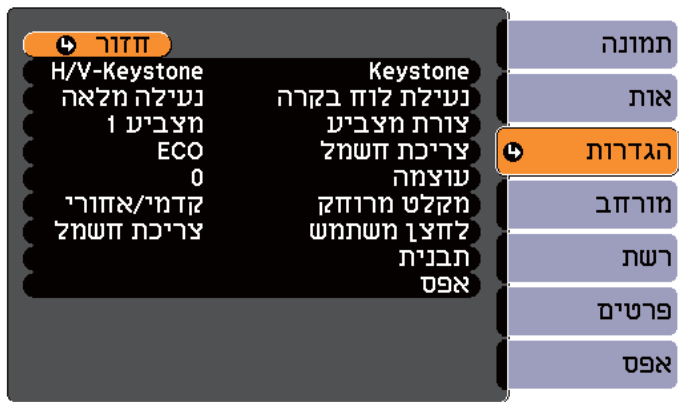 תמונה
אות
הגדרות
מורחב
רשת
פרטים
אפס
חזור
Keystone H/V-Keystone
נעילת לוח בקרה נעילה מלאה
צורת מצביע מצביע 1
צריכת חשמל ECO
עוצמה 0
מקלט מרוחק קדמי/אחורי
לחצן משתמש צריכת חשמל
תבנית
אפס